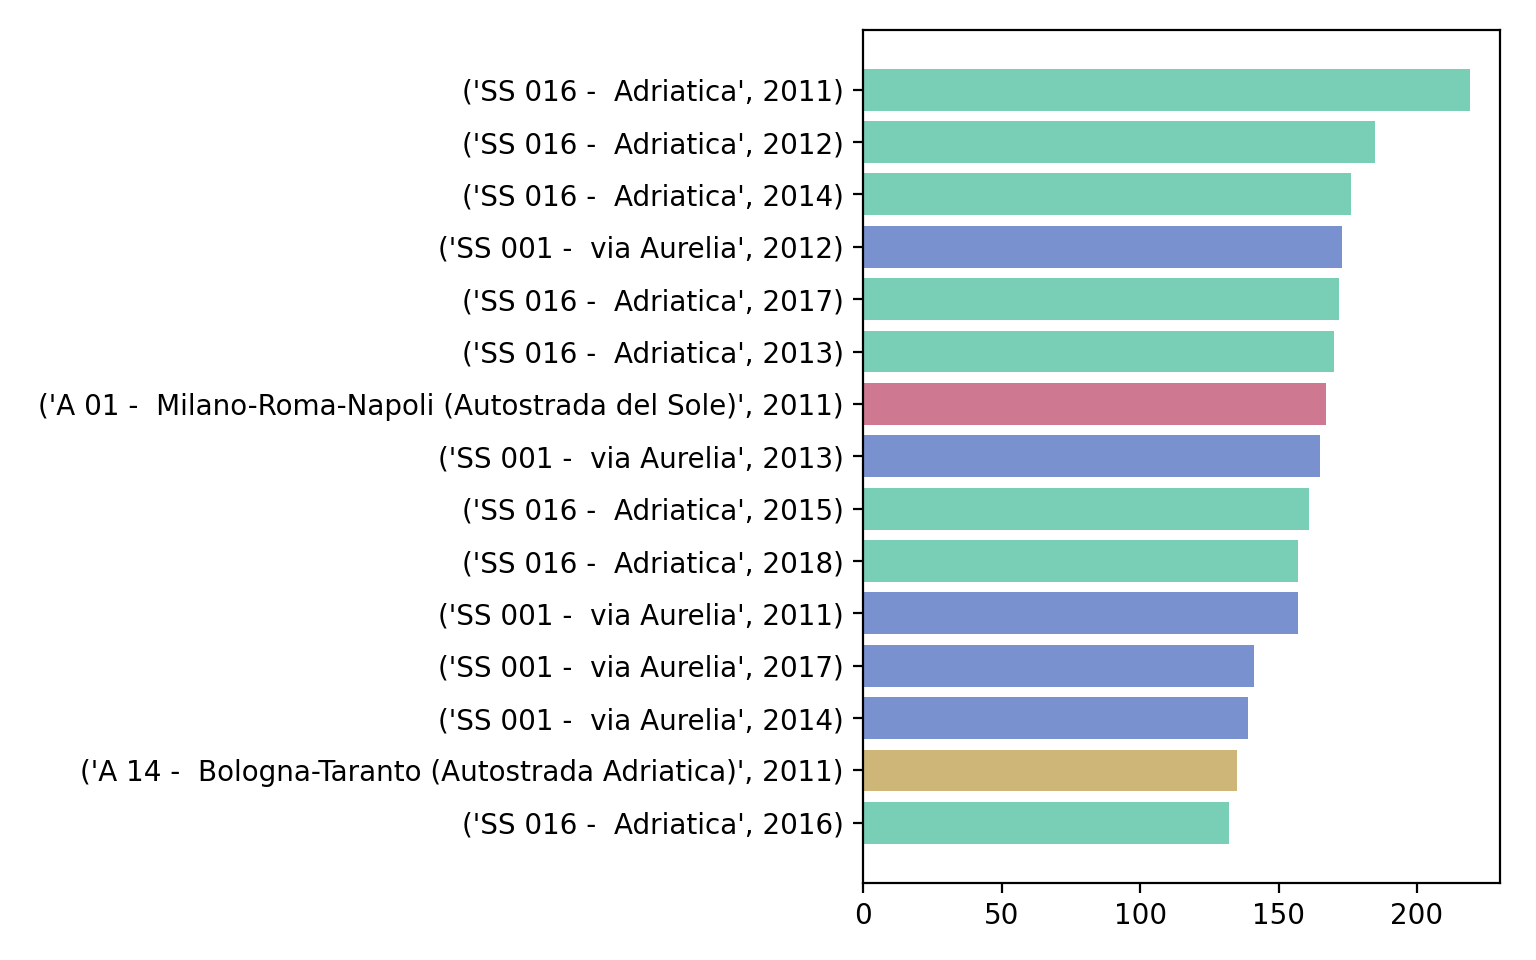 ('SS 016 -  Adriatica', 2011)
('SS 016 -  Adriatica', 2012)
('SS 016 -  Adriatica', 2014)
('SS 001 -  via Aurelia', 2012)
('SS 016 -  Adriatica', 2017)
('SS 016 -  Adriatica', 2013)
('A 01 -  Milano-Roma-Napoli (Autostrada del Sole)', 2011)
('SS 001 -  via Aurelia', 2013)
('SS 016 -  Adriatica', 2015)
('SS 016 -  Adriatica', 2018)
('SS 001 -  via Aurelia', 2011)
('SS 001 -  via Aurelia', 2017)
('SS 001 -  via Aurelia', 2014)
('A 14 -  Bologna-Taranto (Autostrada Adriatica)', 2011)
('SS 016 -  Adriatica', 2016)
0 50 100 150 200